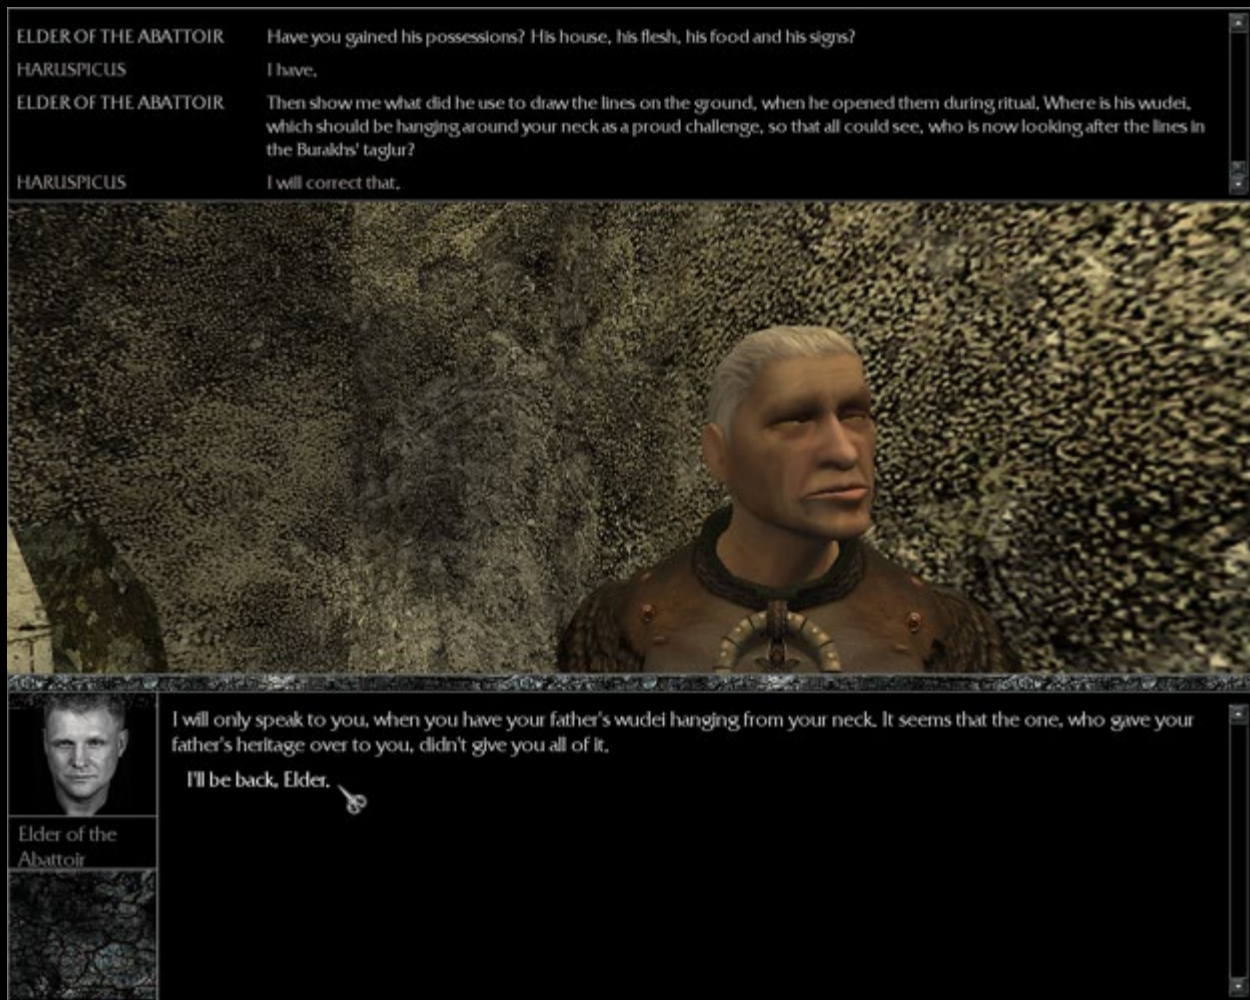 ELDER OF THE ABATTOIR Have you gained his possessions? His house, his flesh, his food and his signs?
HARUSPICUS I have.
ELDER OF THE ABATTOIR Then show me what did he use to draw the lines on the ground, when he opened them during ritual. Where is his wudei,
which should be hanging around your neck as a proud challenge, so that all could see, who is now looking after the lines in
the Burakhs' taglur?
HARUSPICUS I will correct that.
I will only speak to you, when you have your father's wudei hanging from your neck. It seems that the one, who gave your
father's heritage over to you, didn't give you all of it.
I'll be back, Elder.
Elder of the
Abattoir